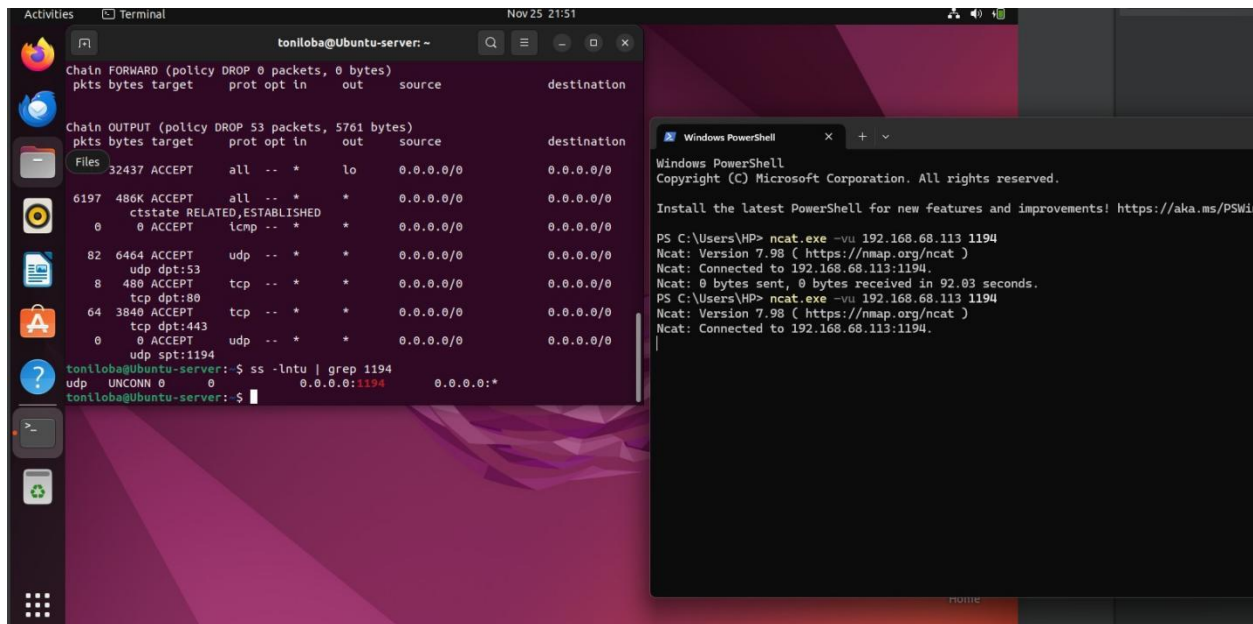 Activities
Terminal
Nov 25 21:51
toniloba@Ubuntu-server: ~
Chain FORWARD (policy DROP 0 packets, 0 bytes)
pkts bytes target prot opt in out source destination
Chain OUTPUT (policy DROP 53 packets, 5761 bytes)
pkts bytes target prot opt in out source destination
Files
32437 ACCEPT all -- * lo 0.0.0.0/0 0.0.0.0/0
6197 486K ACCEPT all -- * * 0.0.0.0/0 0.0.0.0/0
ctstate RELATED,ESTABLISHED
0 0 ACCEPT icmp -- * * 0.0.0.0/0 0.0.0.0/0
82 6464 ACCEPT udp -- * * 0.0.0.0/0 0.0.0.0/0
udp dpt:53
8 480 ACCEPT tcp -- * * 0.0.0.0/0 0.0.0.0/0
tcp dpt:80
64 3840 ACCEPT tcp -- * * 0.0.0.0/0 0.0.0.0/0
tcp dpt:443
0 0 ACCEPT udp -- * * 0.0.0.0/0 0.0.0.0/0
udp spt:1194
toniloba@Ubuntu-server:~$ ss -lntu | grep 1194
udp UNCONN 0 0 0.0.0.0:1194 0.0.0.0:*
toniloba@Ubuntu-server:~$
Windows PowerShell
Windows PowerShell
Copyright (C) Microsoft Corporation. All rights reserved.
Install the latest PowerShell for new features and improvements! https://aka.ms/PSWi
PS C:\Users\HP> ncat.exe -vu 192.168.68.113 1194
Ncat: Version 7.98 ( https://nmap.org/ncat )
Ncat: Connected to 192.168.68.113:1194.
Ncat: 0 bytes sent, 0 bytes received in 92.03 seconds.
PS C:\Users\HP> ncat.exe -vu 192.168.68.113 1194
Ncat: Version 7.98 ( https://nmap.org/ncat )
Ncat: Connected to 192.168.68.113:1194.
Home